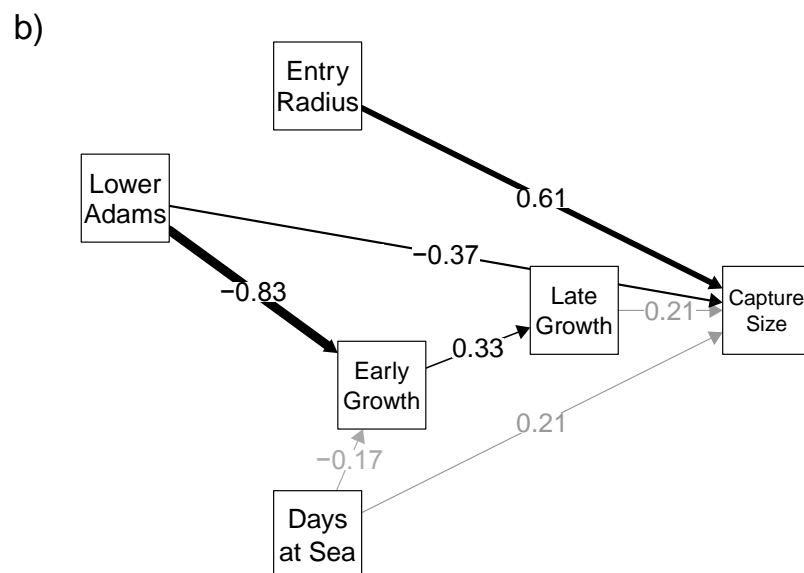 b)
Entry
Radius
Lower
Adams
0.61
−0.37
−0.83
Late
Growth
0.21
Capture
Size
0.33
Early
Growth
0.21
−0.17
Days
at Sea